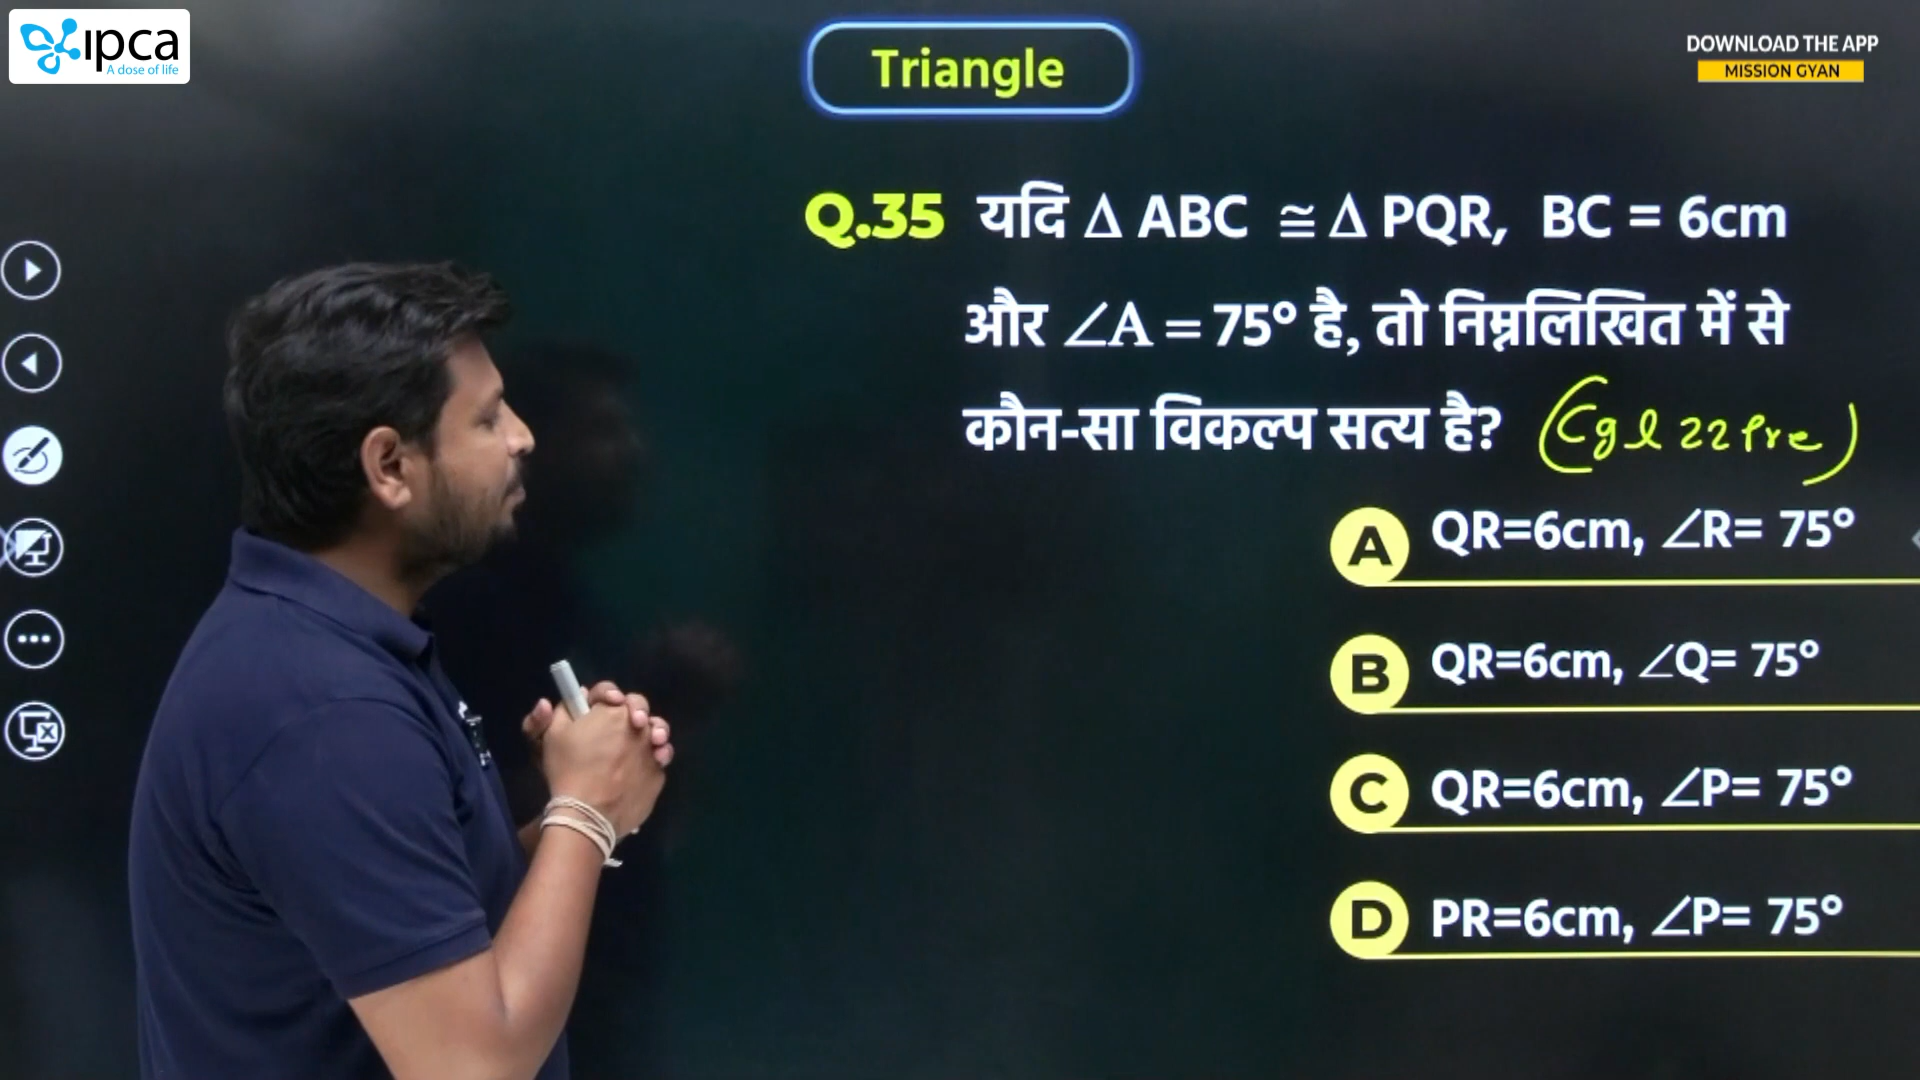 ipca
A dose of life
Triangle
DOWNLOAD THE APP
MISSION GYAN
Q.35 यदि Δ ABC ≅ Δ PQR, BC = 6cm
और ∠A = 75° है, तो निम्नलिखित में से
कौन-सा विकल्प सत्य है? (Cgl 22 Pre)
A QR=6cm, ∠R= 75°
B QR=6cm, ∠Q= 75°
C QR=6cm, ∠P= 75°
D PR=6cm, ∠P= 75°